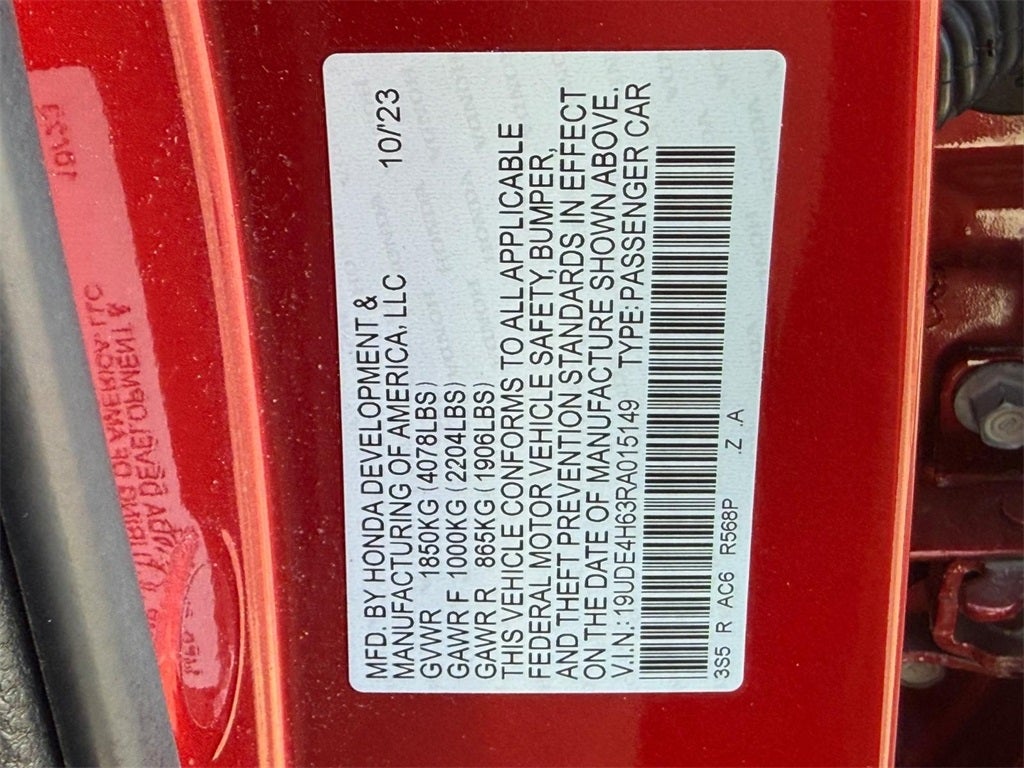 MFD. BY HONDA DEVELOPMENT &
MANUFACTURING OF AMERICA, LLC 10/'23
GVWR 1850KG (4078LBS)
GAWR F 1000KG (2204LBS)
GAWR R 865KG (1906LBS)
THIS VEHICLE CONFORMS TO ALL APPLICABLE
FEDERAL MOTOR VEHICLE SAFETY, BUMPER,
AND THEFT PREVENTION STANDARDS IN EFFECT
ON THE DATE OF MANUFACTURE SHOWN ABOVE.
V.I.N.: 19UDE4H63RA015149 TYPE: PASSENGER CAR
3S5 R AC6 R568P .Z .A